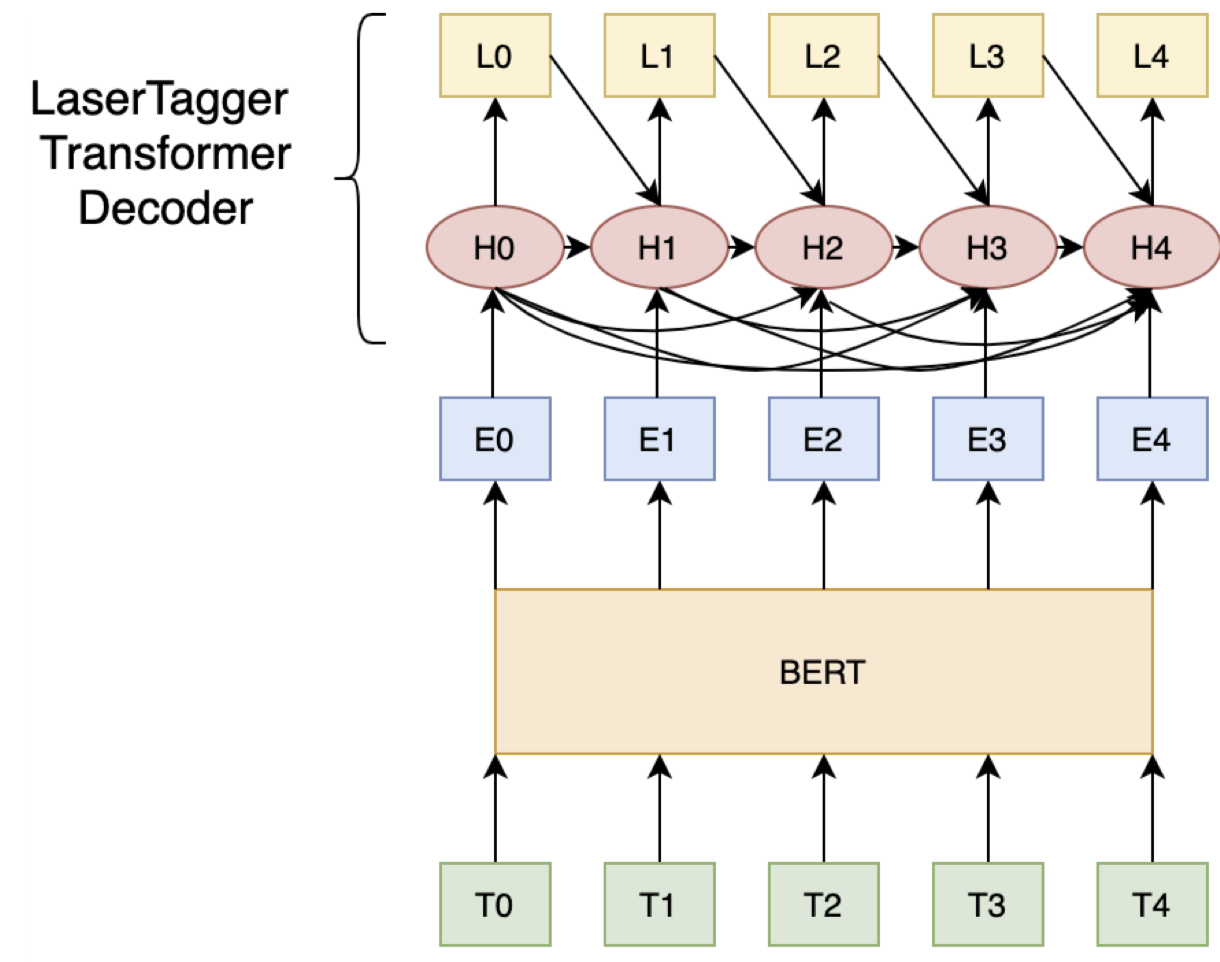 LaserTagger
Transformer
Decoder
L0 L1 L2 L3 L4
H0 H1 H2 H3 H4
E0 E1 E2 E3 E4
BERT
T0 T1 T2 T3 T4